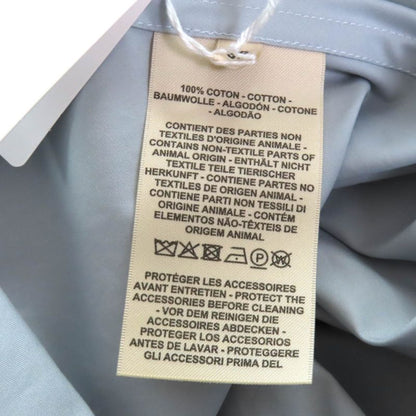 100% COTON - COTTON -
BAUMWOLLE - ALGODÓN - COTONE
- ALGODÃO
CONTIENT DES PARTIES NON
TEXTILES D'ORIGINE ANIMALE -
CONTAINS NON-TEXTILE PARTS OF
ANIMAL ORIGIN - ENTHÄLT NICHT
TEXTILE TEILE TIERISCHER
HERKUNFT - CONTIENE PARTES NO
TEXTILES DE ORIGEN ANIMAL -
CONTIENE PARTI NON TESSILI DI
ORIGINE ANIMALE - CONTÉM
ELEMENTOS NÃO-TÊXTEIS DE
ORIGEM ANIMAL
P W
PROTÉGER LES ACCESSOIRES
AVANT ENTRETIEN - PROTECT THE
ACCESSORIES BEFORE CLEANING
- VOR DEM REINIGEN DIE
ACCESSOIRES ABDECKEN -
PROTEGER LOS ACCESORIOS
ANTES DE LAVAR - PROTEGGERE
GLI ACCESSORI PRIMA DEL